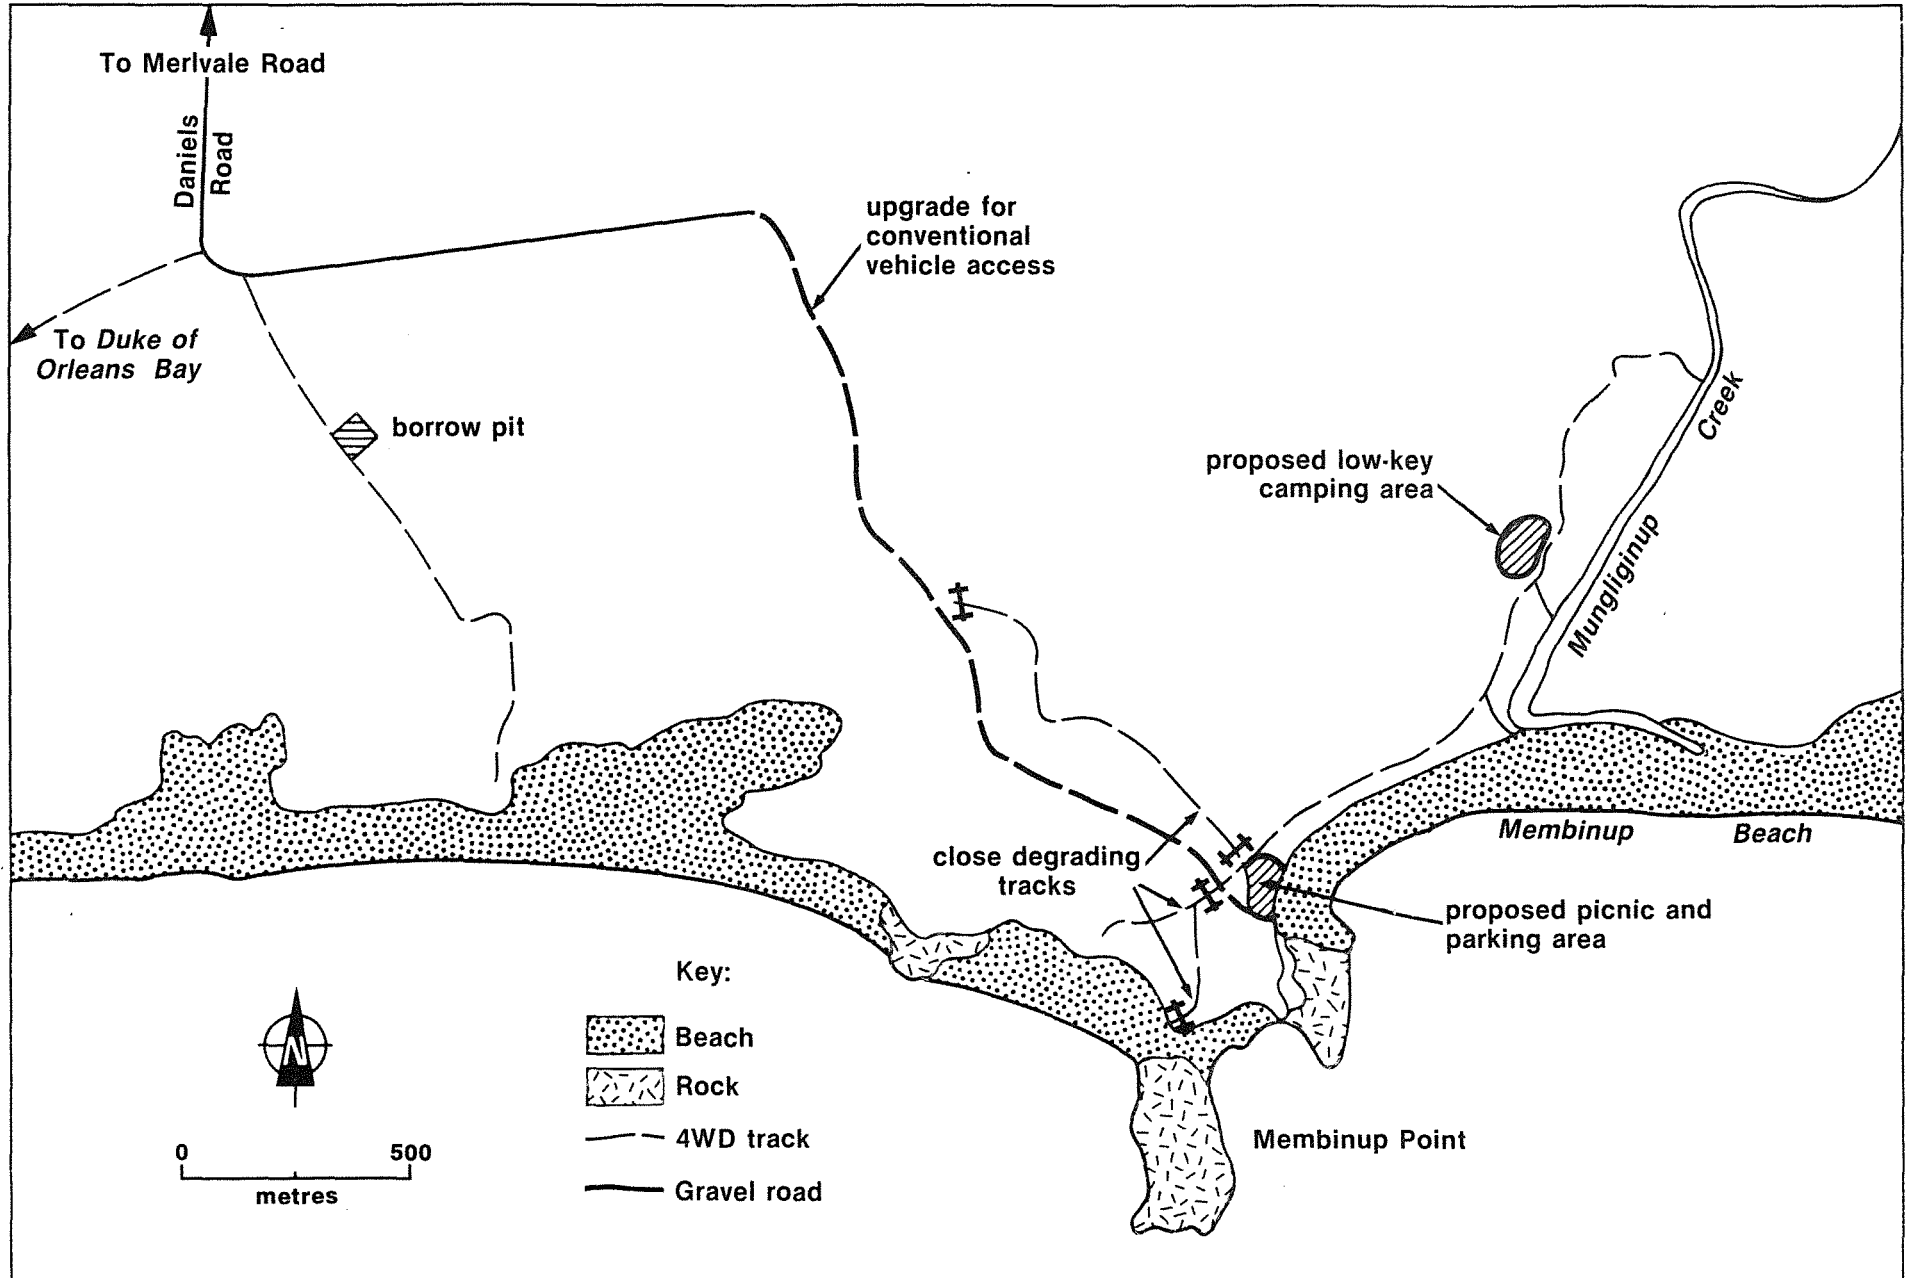 To Merivale Road
Daniels
Road
upgrade for
conventional
vehicle access
To Duke of
Orleans Bay
borrow pit
proposed low-key
camping area
Creek
Mungliginup
Membinup Beach
close degrading
tracks
proposed picnic and
parking area
Key:
Beach
Rock
4WD track
Gravel road
N
0 500
metres
Membinup Point